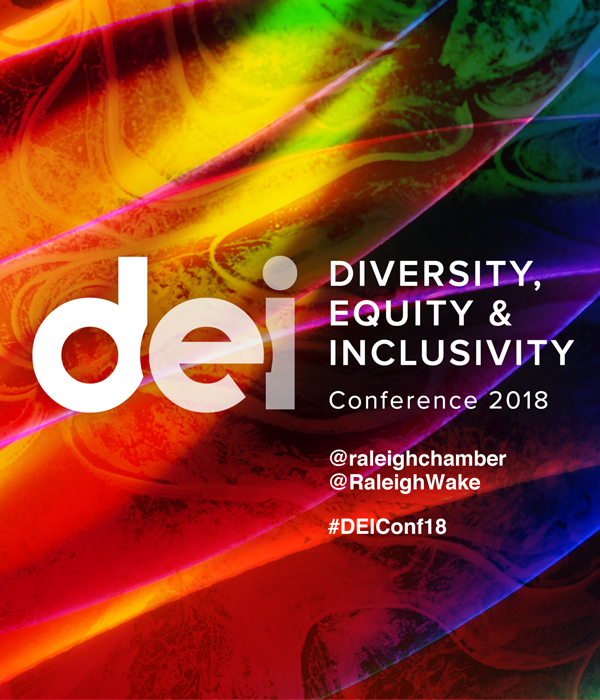 dei
DIVERSITY,
EQUITY &
INCLUSIVITY
Conference 2018
@raleighchamber
@RaleighWake
#DEIConf18